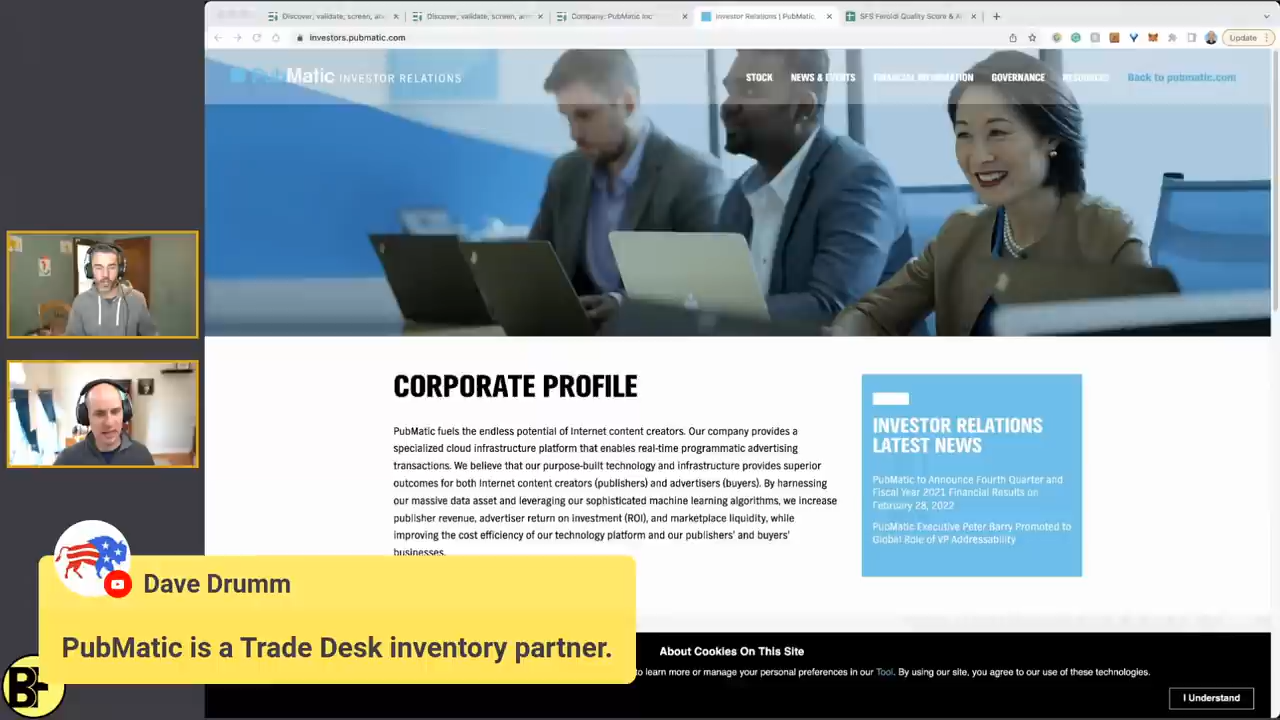 Discover, validate, screen, an
Discover, validate, screen, an
Company: PubMatic Inc
Investor Relations | PubMatic,
SFS Feroldi Quality Score & A
investors.pubmatic.com
Update
PubMatic INVESTOR RELATIONS
STOCK
NEWS & EVENTS
FINANCIAL INFORMATION
GOVERNANCE
RESOURCES
Back to pubmatic.com
CORPORATE PROFILE
PubMatic fuels the endless potential of Internet content creators. Our company provides a
specialized cloud infrastructure platform that enables real-time programmatic advertising
transactions. We believe that our purpose-built technology and infrastructure provides superior
outcomes for both Internet content creators (publishers) and advertisers (buyers). By harnessing
our massive data asset and leveraging our sophisticated machine learning algorithms, we increase
publisher revenue, advertiser return on investment (ROI), and marketplace liquidity, while
improving the cost efficiency of our technology platform and our publishers' and buyers'
businesses.
INVESTOR RELATIONS
LATEST NEWS
PubMatic to Announce Fourth Quarter and
Fiscal Year 2021 Financial Results on
February 28, 2022
PubMatic Executive Peter Barry Promoted to
Global Role of VP Addressability
Dave Drumm
PubMatic is a Trade Desk inventory partner.
About Cookies On This Site
to learn more or manage your personal preferences in our Tool. By using our site, you agree to our use of these technologies.
I Understand
BF